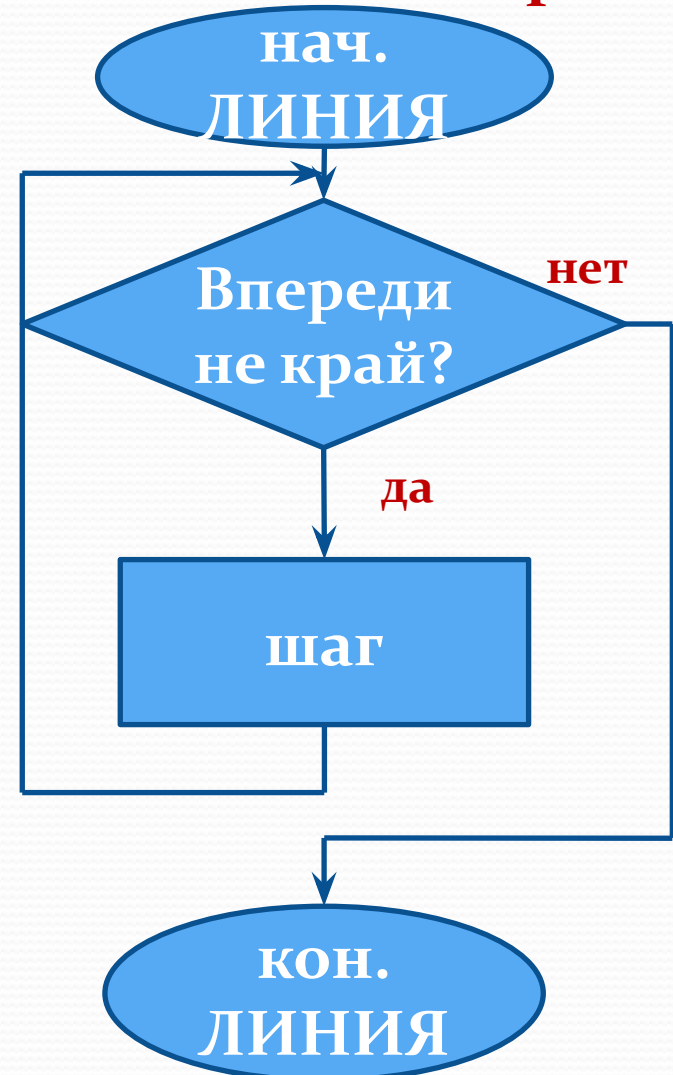 нач.
ЛИНИЯ
Впереди
не край?
нет
да
шаг
кон.
ЛИНИЯ